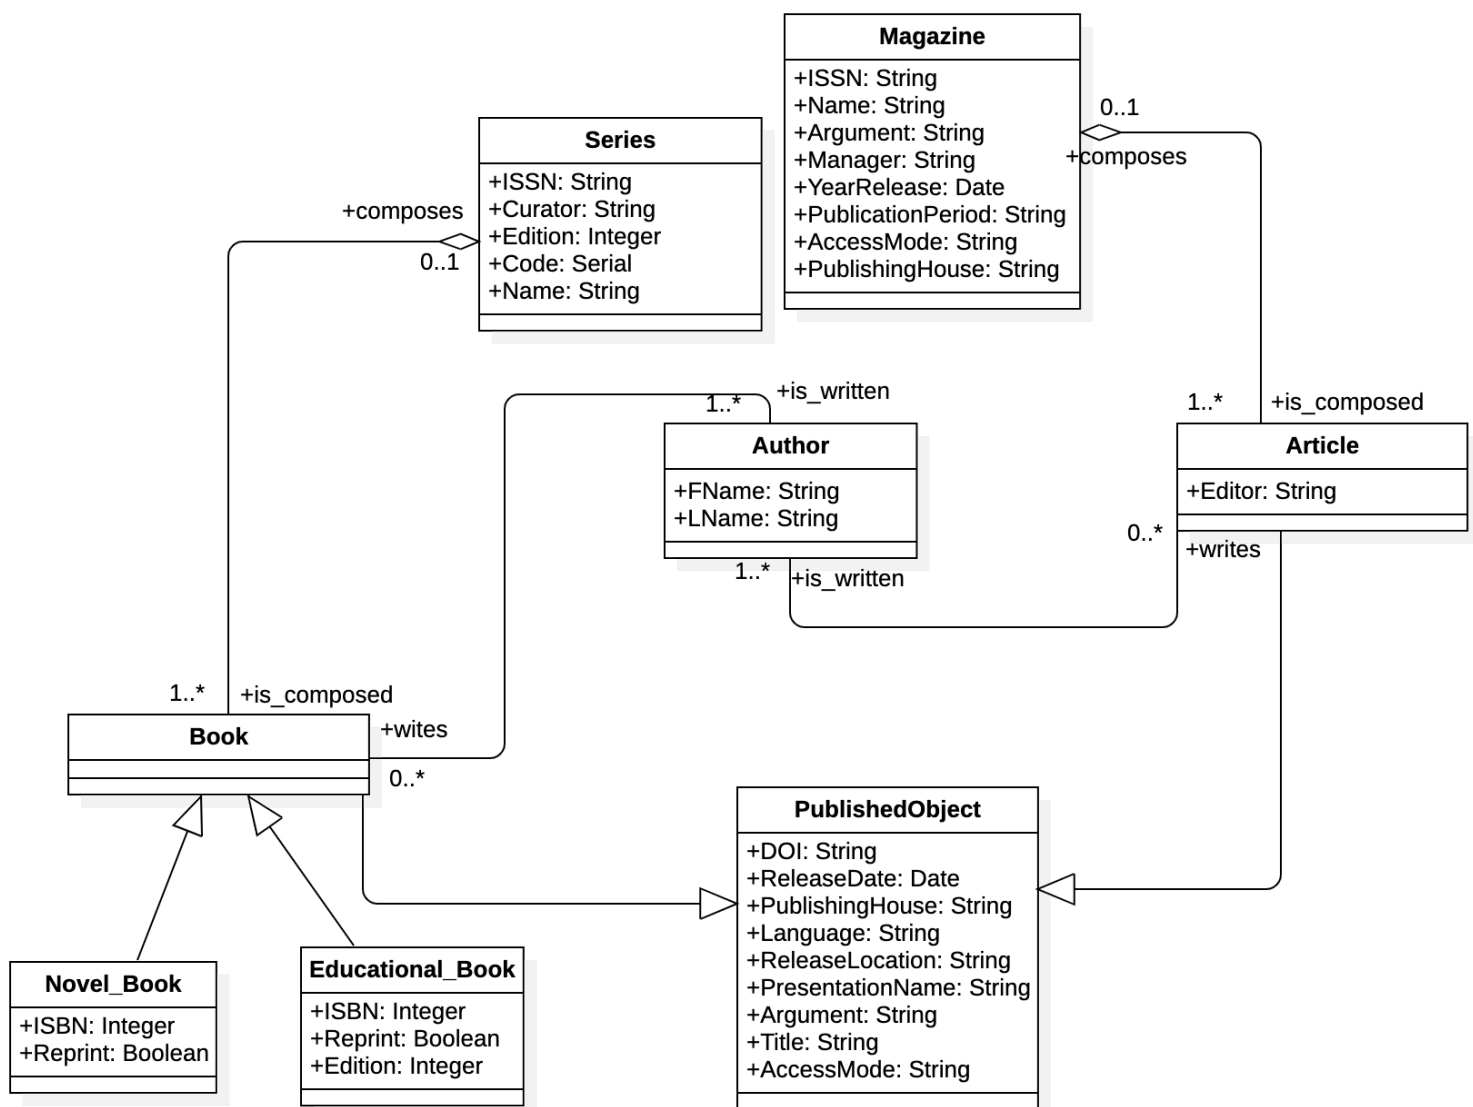 Magazine
+ISSN: String
+Name: String
+Argument: String
+Manager: String
+YearRelease: Date
+PublicationPeriod: String
+AccessMode: String
+PublishingHouse: String
0..1
+composes
Series
+ISSN: String
+Curator: String
+Edition: Integer
+Code: Serial
+Name: String
+composes
0..1
1..*
+is_written
1..*
+is_composed
Author
+FName: String
+LName: String
Article
+Editor: String
0..*
+writes
1..*
+is_written
1..*
+is_composed
Book
+wites
0..*
PublishedObject
+DOI: String
+ReleaseDate: Date
+PublishingHouse: String
+Language: String
+ReleaseLocation: String
+PresentationName: String
+Argument: String
+Title: String
+AccessMode: String
Novel_Book
+ISBN: Integer
+Reprint: Boolean
Educational_Book
+ISBN: Integer
+Reprint: Boolean
+Edition: Integer